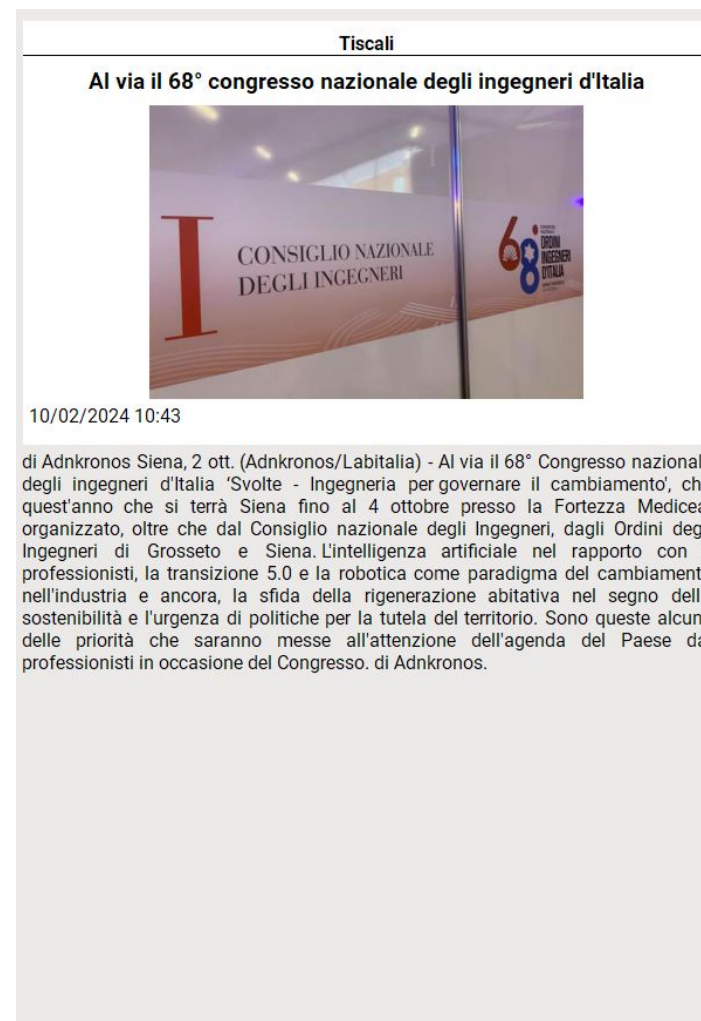 Tiscali
Al via il 68° congresso nazionale degli ingegneri d'Italia
I
CONSIGLIO NAZIONALE
DEGLI INGEGNERI
68
ORDINI
INGEGNERI
D'ITALIA
10/02/2024 10:43
di Adnkronos Siena, 2 ott. (Adnkronos/Labitalia) - Al via il 68° Congresso nazional
degli ingegneri d'Italia ‘Svolte - Ingegneria per governare il cambiamento', ch
quest'anno che si terrà Siena fino al 4 ottobre presso la Fortezza Medicea
organizzato, oltre che dal Consiglio nazionale degli Ingegneri, dagli Ordini deg
Ingegneri di Grosseto e Siena. L'intelligenza artificiale nel rapporto con
professionisti, la transizione 5.0 e la robotica come paradigma del cambiament
nell'industria e ancora, la sfida della rigenerazione abitativa nel segno dell
sostenibilità e l'urgenza di politiche per la tutela del territorio. Sono queste alcun
delle priorità che saranno messe all'attenzione dell'agenda del Paese da
professionisti in occasione del Congresso. di Adnkronos.